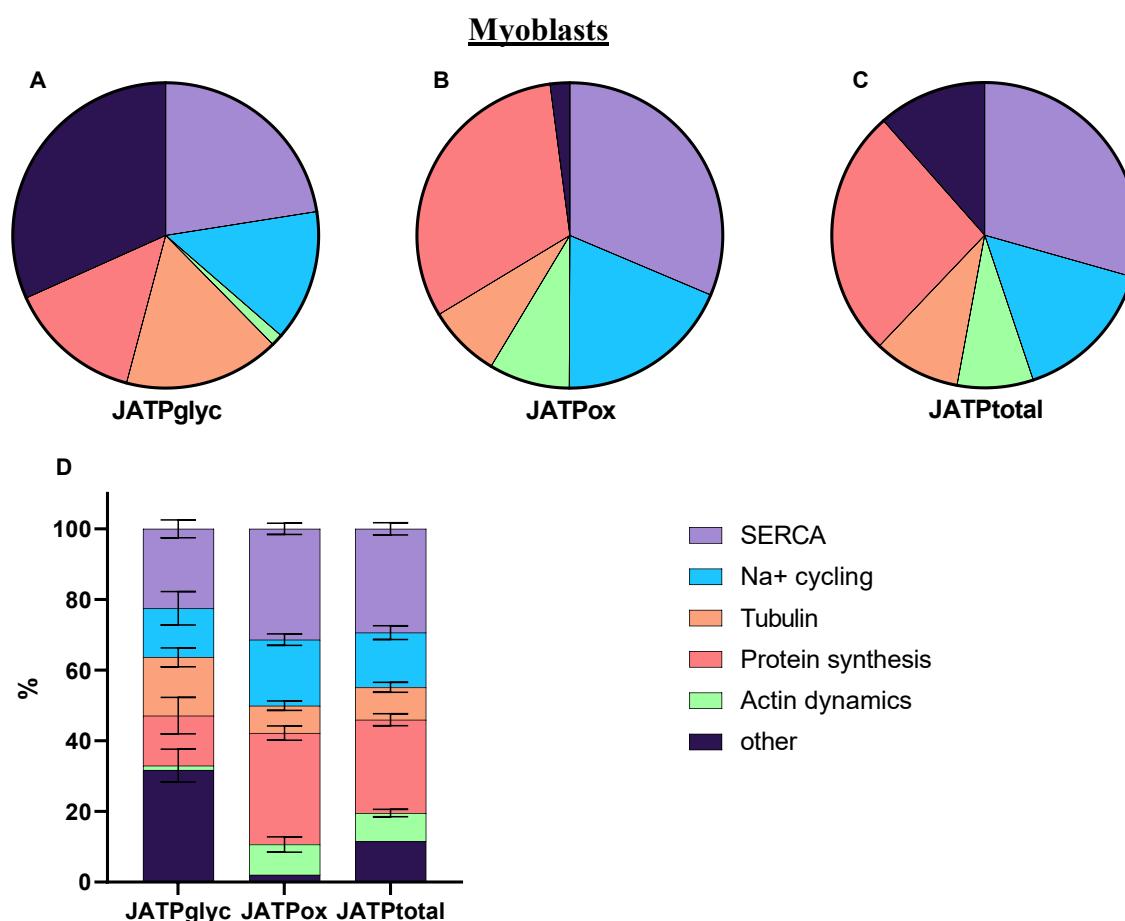 Myoblasts
A
B
C
JATPglyc
JATPox
JATPtotal
D
100
80
60
40
20
0
%
JATPglyc JATPox JATPtotal
SERCA
Na+ cycling
Tubulin
Protein synthesis
Actin dynamics
other